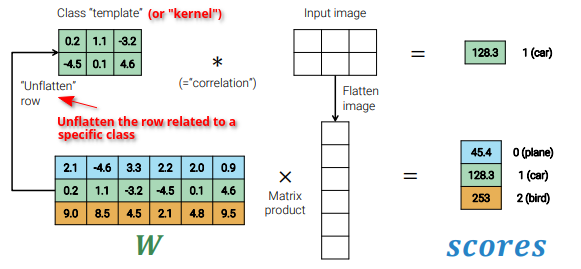 Class “template” (or "kernel")
Input image
0.2 1.1 -3.2
-4.5 0.1 4.6
*
(=“correlation”)
=
128.3
1 (car)
“Unflatten”
row
Flatten
image
Unflatten the row related to a
specific class
2.1 -4.6 3.3 2.2 2.0 0.9
0.2 1.1 -3.2 -4.5 0.1 4.6
9.0 8.5 4.5 2.1 4.8 9.5
×
Matrix
product
=
45.4 0 (plane)
128.3 1 (car)
253 2 (bird)
W
scores